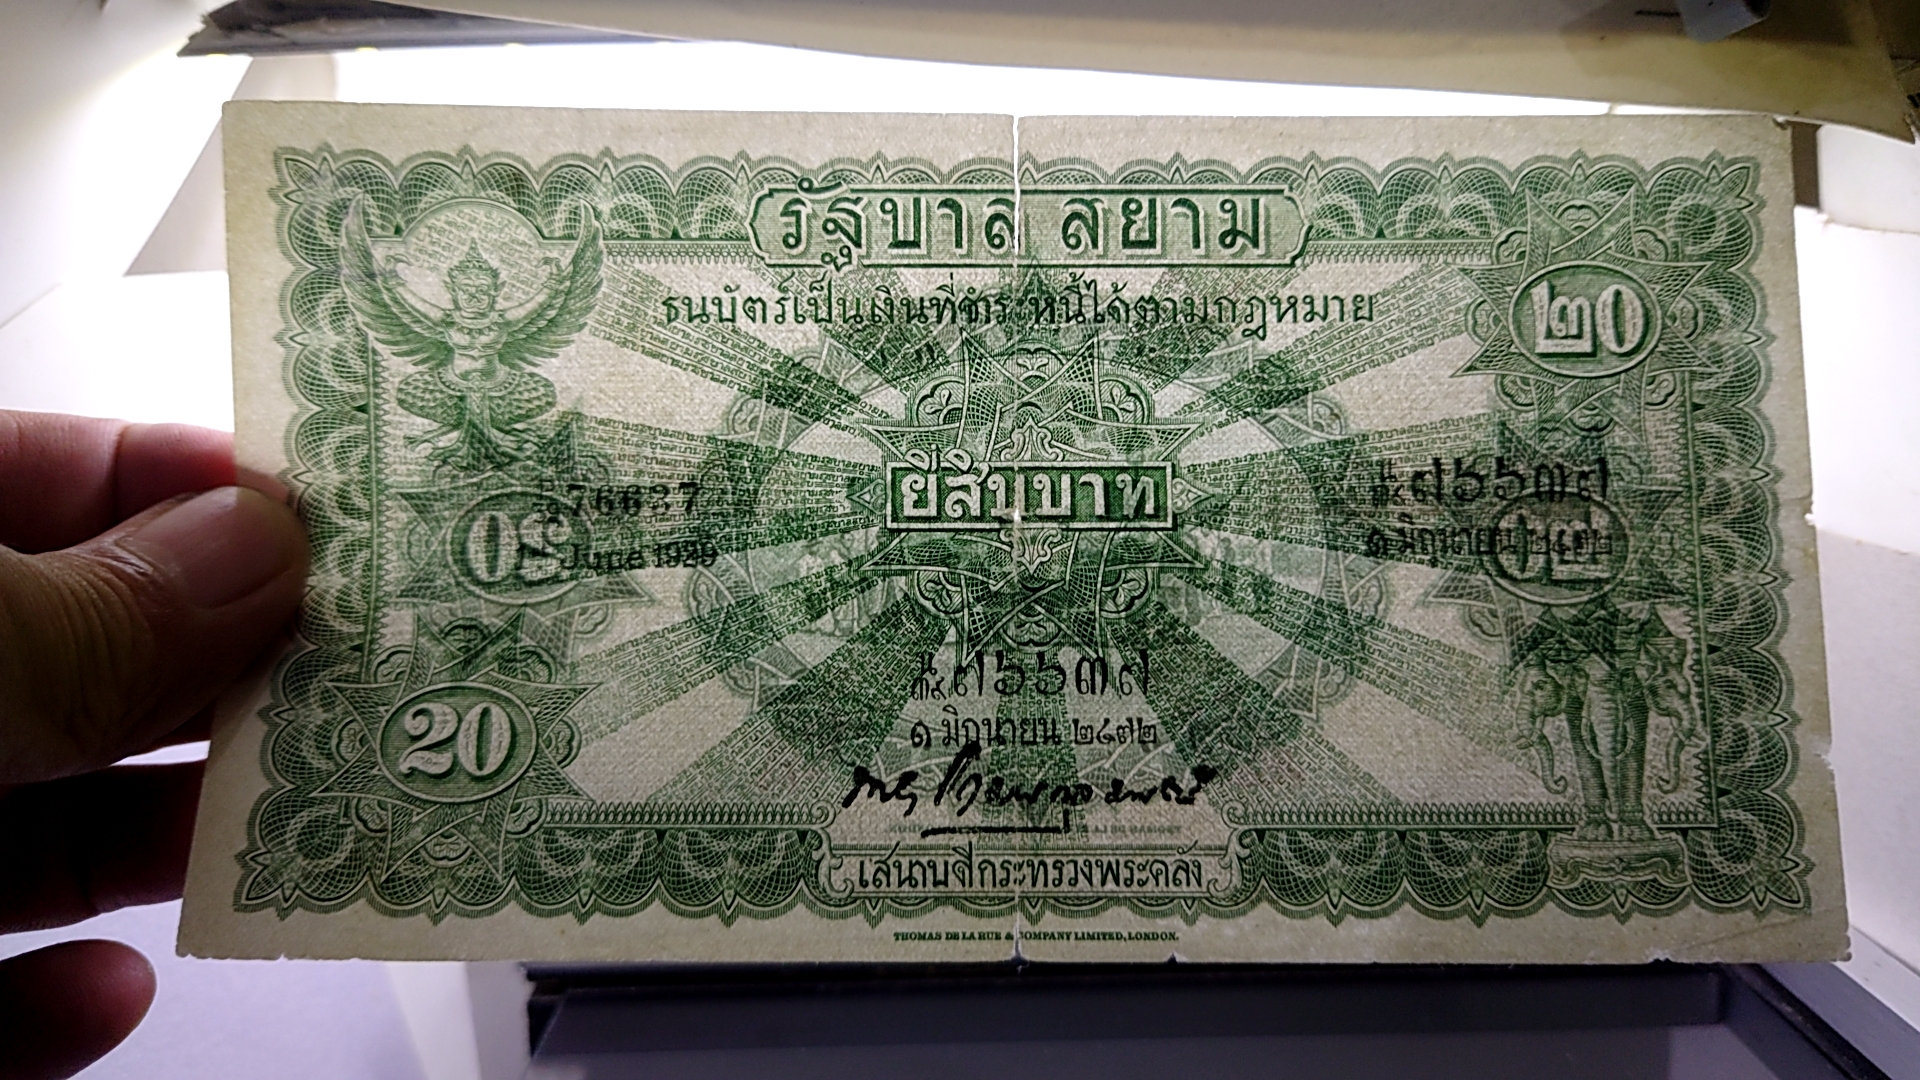 รัฐบาล สยาม
ธนบัตร์เป็นเงินที่ชำระหนี้ได้ตามกฎหมาย
๒๐
76637
June 1929
ยี่สิบบาท
๗๖๖๓๗
๑ มิถุนายน ๒๔๗๒
๒๐
๗๖๖๓๗
๑ มิถุนายน ๒๔๗๒
20
เสนาบดีกระทรวงพระคลัง
THOMAS DE LA RUE & COMPANY LIMITED, LONDON.